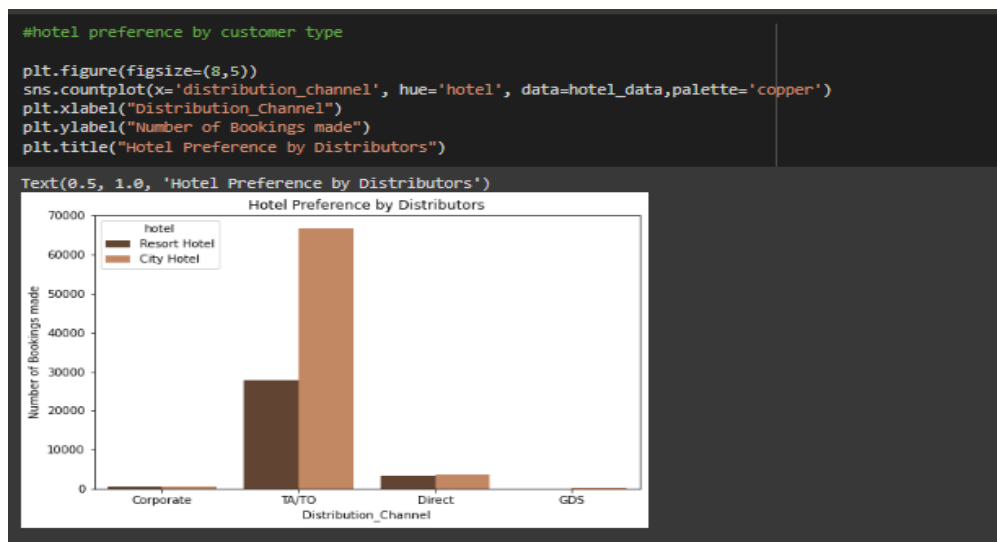 #hotel preference by customer type
plt.figure(figsize=(8,5))
sns.countplot(x='distribution_channel', hue='hotel', data=hotel_data,palette='copper')
plt.xlabel("Distribution_Channel")
plt.ylabel("Number of Bookings made")
plt.title("Hotel Preference by Distributors")
Text(0.5, 1.0, 'Hotel Preference by Distributors')
Hotel Preference by Distributors
70000
60000
50000
40000
30000
20000
10000
0
Number of Bookings made
hotel
Resort Hotel
City Hotel
Corporate TA/TO Direct GDS
Distribution_Channel